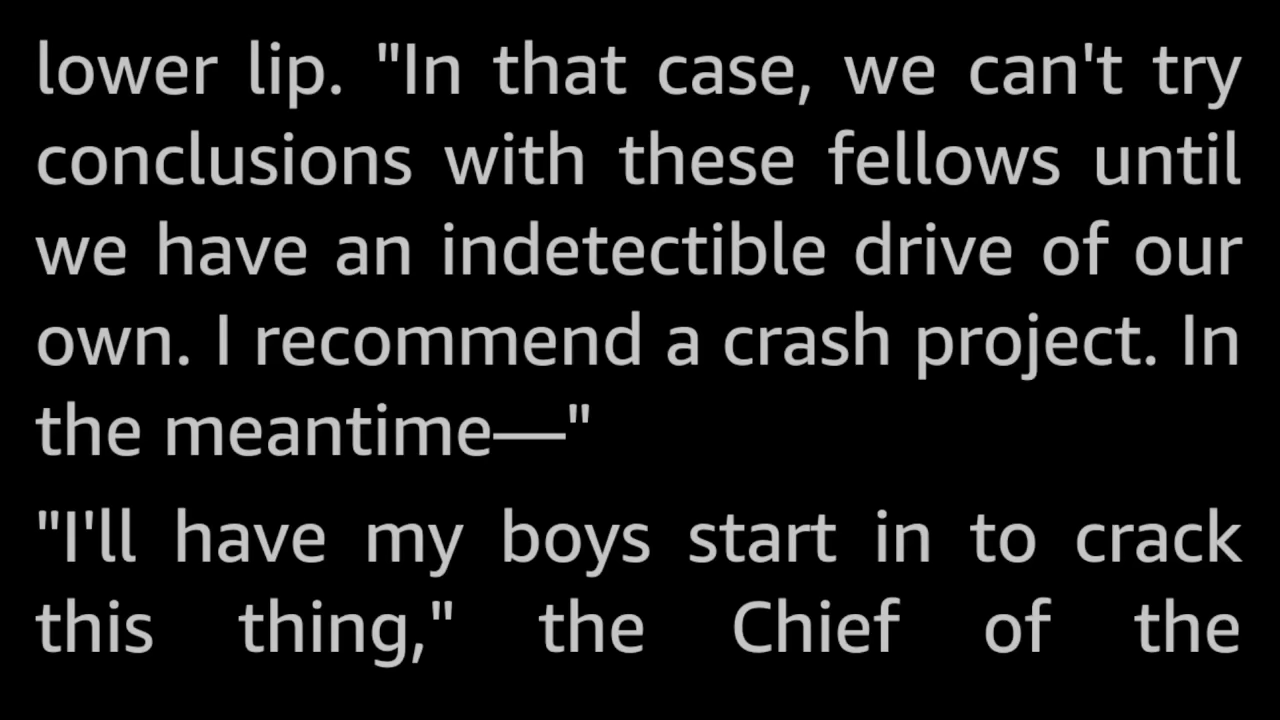 lower lip. "In that case, we can't try
conclusions with these fellows until
we have an indetectible drive of our
own. I recommend a crash project. In
the meantime—"
"I'll have my boys start in to crack
this thing," the Chief of the